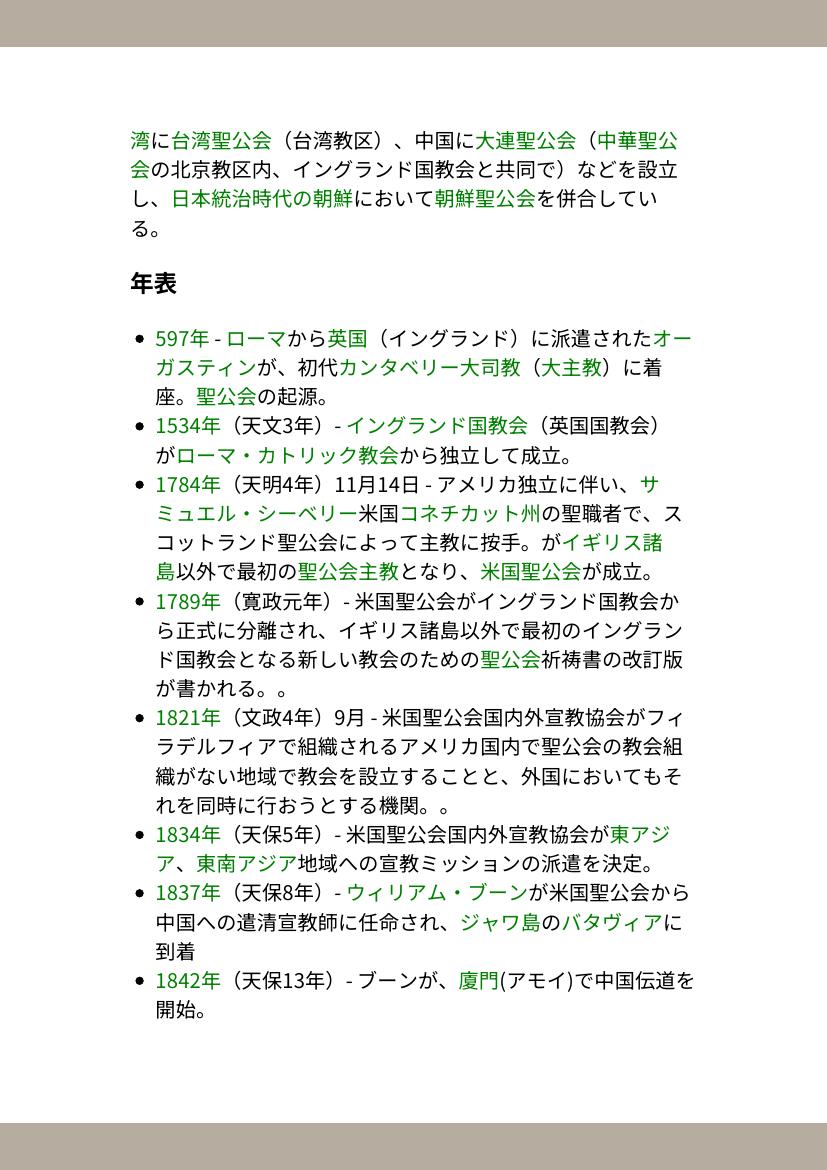 湾に台湾聖公会（台湾教区）、中国に大連聖公会（中華聖公
会の北京教区内、イングランド国教会と共同で）などを設立
し、日本統治時代の朝鮮において朝鮮聖公会を併合してい
る。
年表
597年 - ローマから英国（イングランド）に派遣されたオー
ガスティンが、初代カンタベリー大司教（大主教）に着
座。聖公会の起源。
1534年（天文3年）- イングランド国教会（英国国教会）
がローマ・カトリック教会から独立して成立。
1784年（天明4年）11月14日 - アメリカ独立に伴い、サ
ミュエル・シーベリー米国コネチカット州の聖職者で、ス
コットランド聖公会によって主教に按手。がイギリス諸
島以外で最初の聖公会主教となり、米国聖公会が成立。
1789年（寛政元年）- 米国聖公会がイングランド国教会か
ら正式に分離され、イギリス諸島以外で最初のイングラン
ド国教会となる新しい教会のための聖公会祈祷書の改訂版
が書かれる。。
1821年（文政4年）9月 - 米国聖公会国内外宣教協会がフィ
ラデルフィアで組織されるアメリカ国内で聖公会の教会組
織がない地域で教会を設立することと、外国においてもそ
れを同時に行おうとする機関。。
1834年（天保5年）- 米国聖公会国内外宣教協会が東アジ
ア、東南アジア地域への宣教ミッションの派遣を決定。
1837年（天保8年）- ウィリアム・ブーンが米国聖公会から
中国への遣清宣教師に任命され、ジャワ島のバタヴィアに
到着
1842年（天保13年）- ブーンが、廈門(アモイ)で中国伝道を
開始。